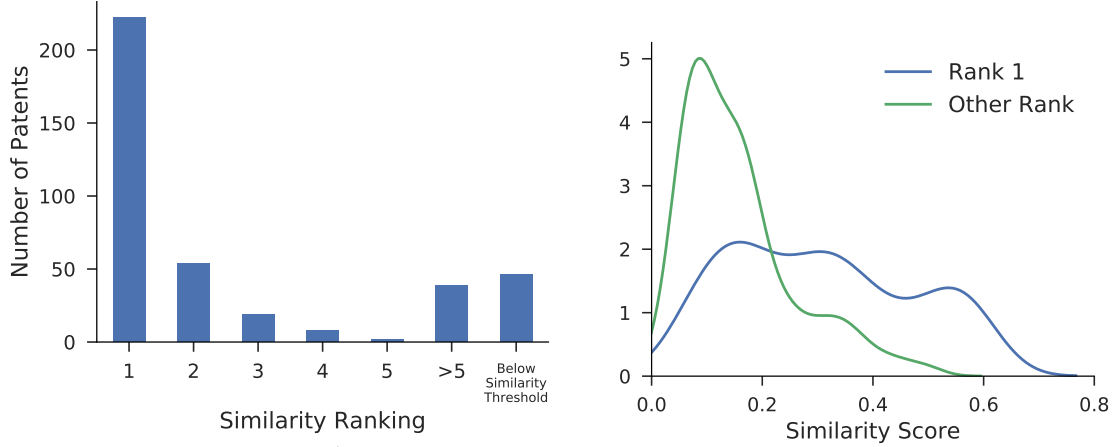 Number of Patents
200
150
100
50
0
1 2 3 4 5 >5 Below
Similarity
Threshold
Similarity Ranking
5
4
3
2
1
0
Rank 1
Other Rank
0.0 0.2 0.4 0.6 0.8
Similarity Score